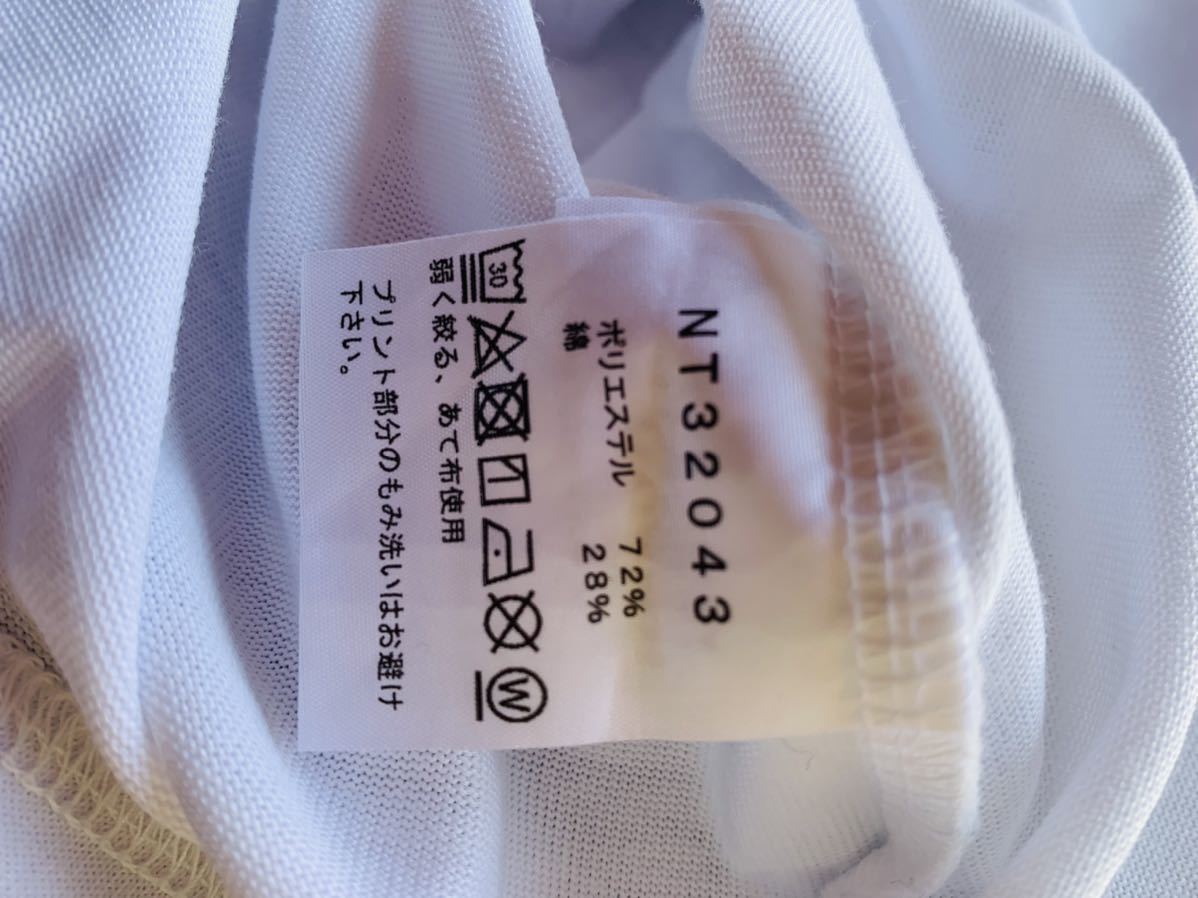 NT32043
ポリエステル 72%
綿 28%
30
W
弱く絞る、あて布使用
プリント部分のもみ洗いはお避け
下さい。